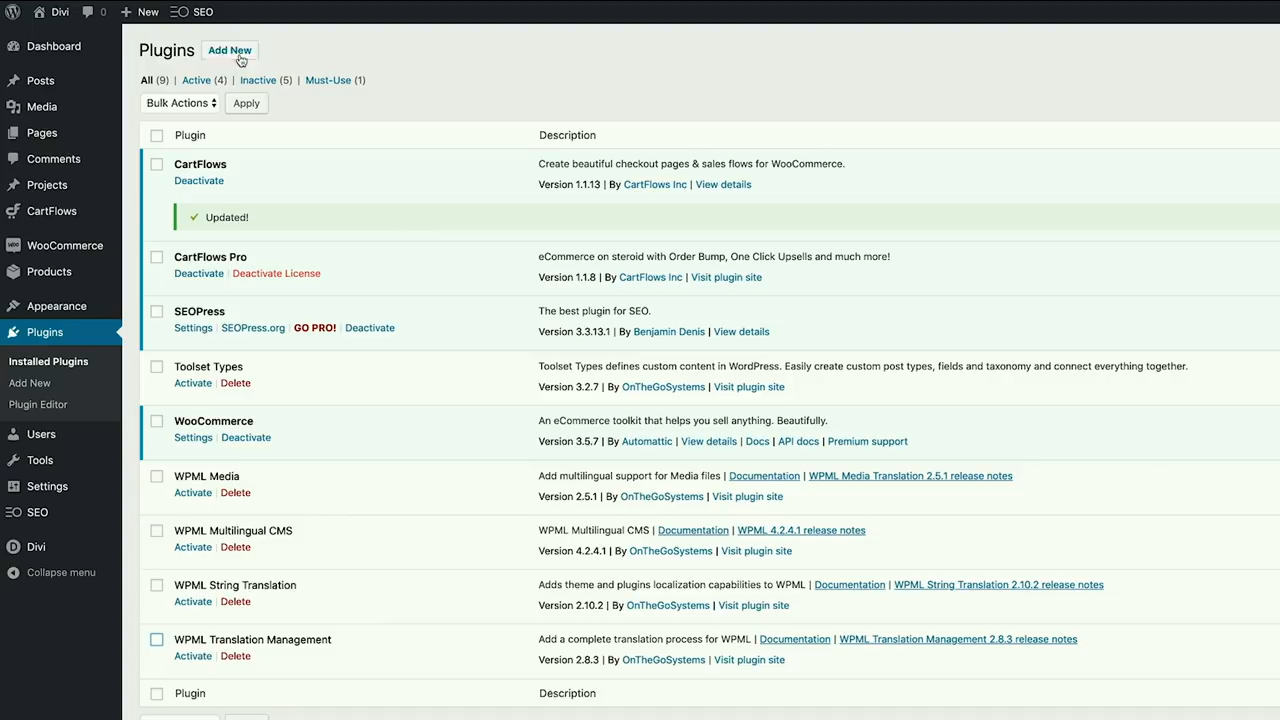 Divi 0 + New SEO
Dashboard
Posts
Media
Pages
Comments
Projects
CartFlows
WooCommerce
Products
Appearance
Plugins
Installed Plugins
Add New
Plugin Editor
Users
Tools
Settings
SEO
Divi
Collapse menu
Plugins Add New
All (9) | Active (4) | Inactive (5) | Must-Use (1)
Bulk Actions Apply
Plugin Description
CartFlows Create beautiful checkout pages & sales flows for WooCommerce.
Deactivate Version 1.1.13 | By CartFlows Inc | View details
Updated!
CartFlows Pro eCommerce on steroid with Order Bump, One Click Upsells and much more!
Deactivate | Deactivate License Version 1.1.8 | By CartFlows Inc | Visit plugin site
SEOPress The best plugin for SEO.
Settings | SEOPress.org | GO PRO! | Deactivate Version 3.3.13.1 | By Benjamin Denis | View details
Toolset Types Toolset Types defines custom content in WordPress. Easily create custom post types, fields and taxonomy and connect everything together.
Activate | Delete Version 3.2.7 | By OnTheGoSystems | Visit plugin site
WooCommerce An eCommerce toolkit that helps you sell anything. Beautifully.
Settings | Deactivate Version 3.5.7 | By Automattic | View details | Docs | API docs | Premium support
WPML Media Add multilingual support for Media files | Documentation | WPML Media Translation 2.5.1 release notes
Activate | Delete Version 2.5.1 | By OnTheGoSystems | Visit plugin site
WPML Multilingual CMS WPML Multilingual CMS | Documentation | WPML 4.2.4.1 release notes
Activate | Delete Version 4.2.4.1 | By OnTheGoSystems | Visit plugin site
WPML String Translation Adds theme and plugins localization capabilities to WPML | Documentation | WPML String Translation 2.10.2 release notes
Activate | Delete Version 2.10.2 | By OnTheGoSystems | Visit plugin site
WPML Translation Management Add a complete translation process for WPML | Documentation | WPML Translation Management 2.8.3 release notes
Activate | Delete Version 2.8.3 | By OnTheGoSystems | Visit plugin site
Plugin Description